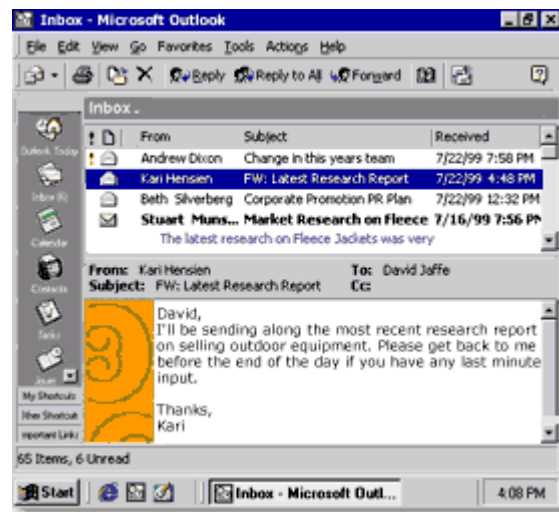 Inbox - Microsoft Outlook
File Edit View Go Favorites Tools Actions Help
Reply Reply to All Forward
Inbox .
! From Subject Received
Andrew Dixon Change in this years team 7/22/99 7:58 PM
Kari Hensien FW: Latest Research Report 7/22/99 4:48 PM
Beth Silverberg Corporate Promotion PR Plan 7/22/99 12:32 PM
Stuart Muns... Market Research on Fleece 7/16/99 7:56 PM
The latest research on Fleece Jackets was very
Outlook Today
Inbox (6)
Calendar
Contacts
Tasks
My Shortcuts
Other Shortcut
mportant Links
From: Kari Hensien To: David Jaffe
Subject: FW: Latest Research Report Cc:
David,
I'll be sending along the most recent research report
on selling outdoor equipment. Please get back to me
before the end of the day if you have any last minute
input.
Thanks,
Kari
65 Items, 6 Unread
Start Inbox - Microsoft Outl... 4:08 PM